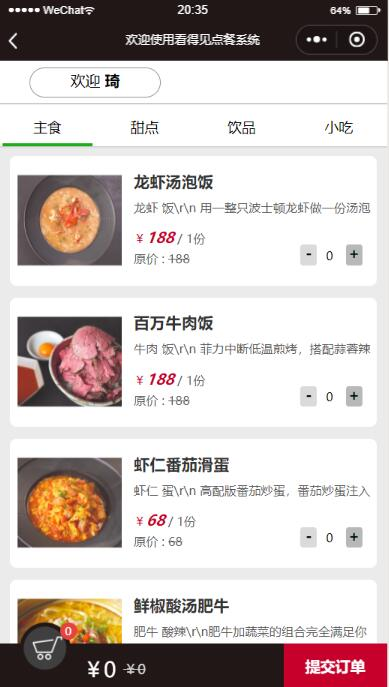 WeChat 20:35 64%
欢迎使用看得见点餐系统
欢迎 琦
主食 甜点 饮品 小吃
龙虾汤泡饭
龙虾 饭\r\n 用一整只波士顿龙虾做一份汤泡
￥188 / 1份
原价 : 188
- 0 +
百万牛肉饭
牛肉 饭\r\n 菲力中断低温煎烤，搭配蒜蓉辣
￥188 / 1份
原价 : 188
- 0 +
虾仁番茄滑蛋
虾仁 蛋\r\n 高配版番茄炒蛋，番茄炒蛋注入
￥68 / 1份
原价 : 68
- 0 +
鲜椒酸汤肥牛
肥牛 酸辣\r\n肥牛加蔬菜的组合完全满足你
0
¥0 ¥0
提交订单